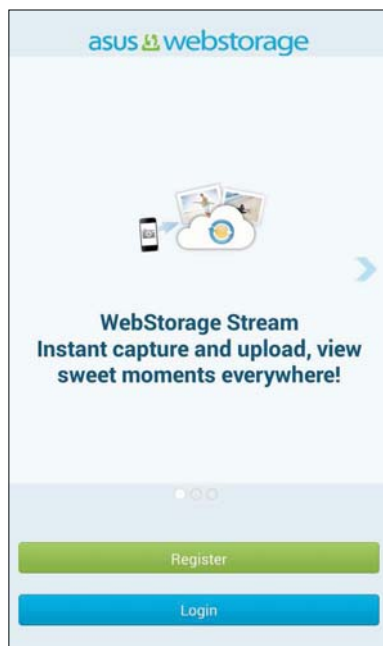 asus webstorage
WebStorage Stream
Instant capture and upload, view
sweet moments everywhere!
Register
Login